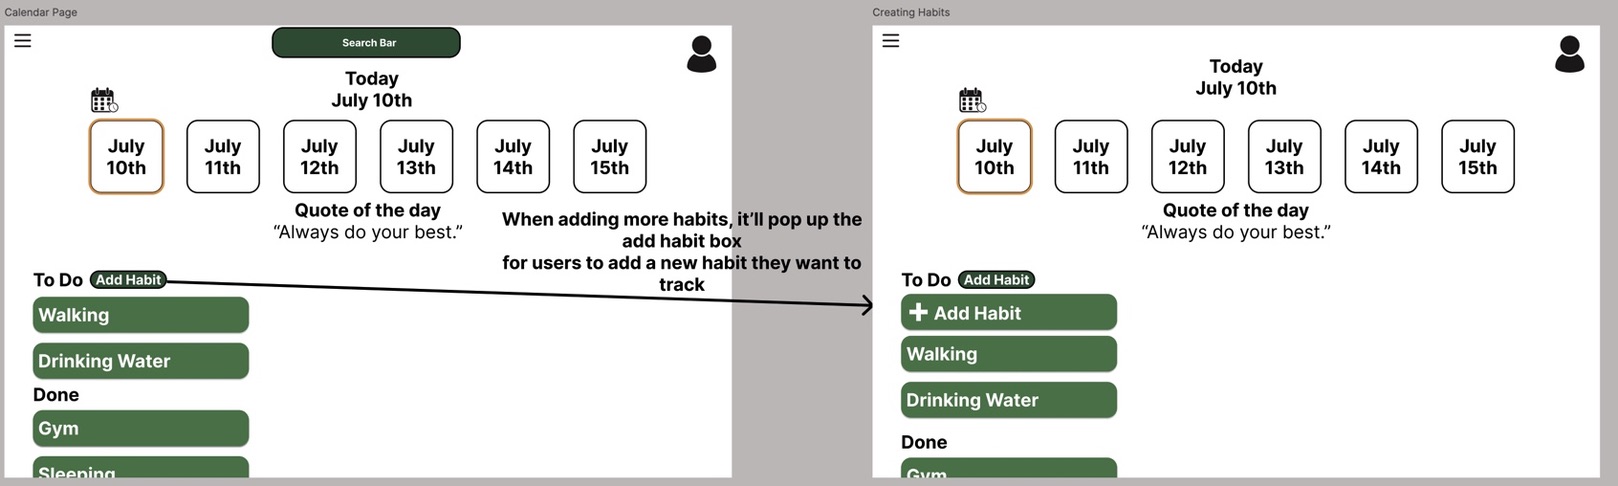 Calendar Page
Search Bar
Today
July 10th
July
10th
July
11th
July
12th
July
13th
July
14th
July
15th
Quote of the day
“Always do your best.”
When adding more habits, it’ll pop up the
add habit box
for users to add a new habit they want to
track
To Do
Add Habit
Walking
Drinking Water
Done
Gym
Sleeping
Creating Habits
Today
July 10th
July
10th
July
11th
July
12th
July
13th
July
14th
July
15th
Quote of the day
“Always do your best.”
To Do
Add Habit
Add Habit
Walking
Drinking Water
Done
Gym